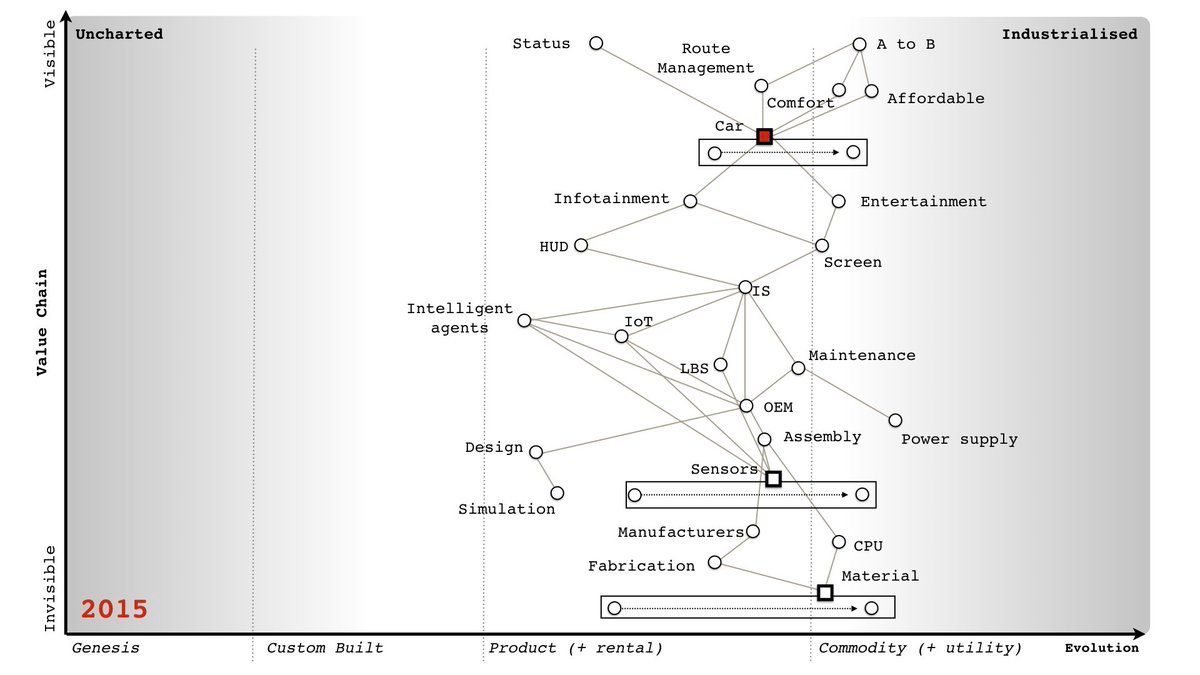 Visible
Uncharted
Industrialised
Status
Route
Management
A to B
Comfort
Affordable
Car
Infotainment
Entertainment
HUD
Screen
Value Chain
IS
Intelligent
agents
IoT
LBS
Maintenance
OEM
Assembly
Power supply
Design
Sensors
Simulation
Manufacturers
CPU
Fabrication
Material
Invisible
2015
Genesis
Custom Built
Product (+ rental)
Commodity (+ utility)
Evolution